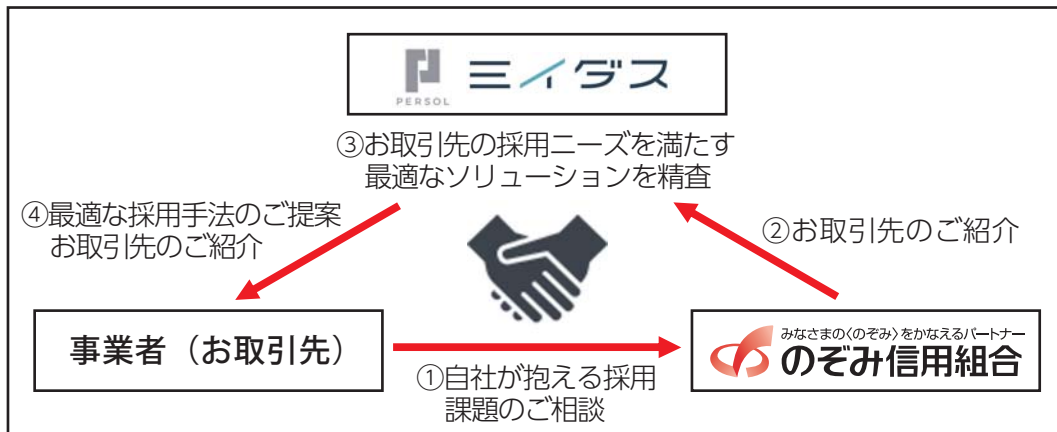 PERSOL
ミイダス
③お取引先の採用ニーズを満たす
最適なソリューションを精査
④最適な採用手法のご提案
お取引先のご紹介
②お取引先のご紹介
事業者（お取引先）
みなさまの〈のぞみ〉をかなえるパートナー
のぞみ信用組合
①自社が抱える採用
課題のご相談